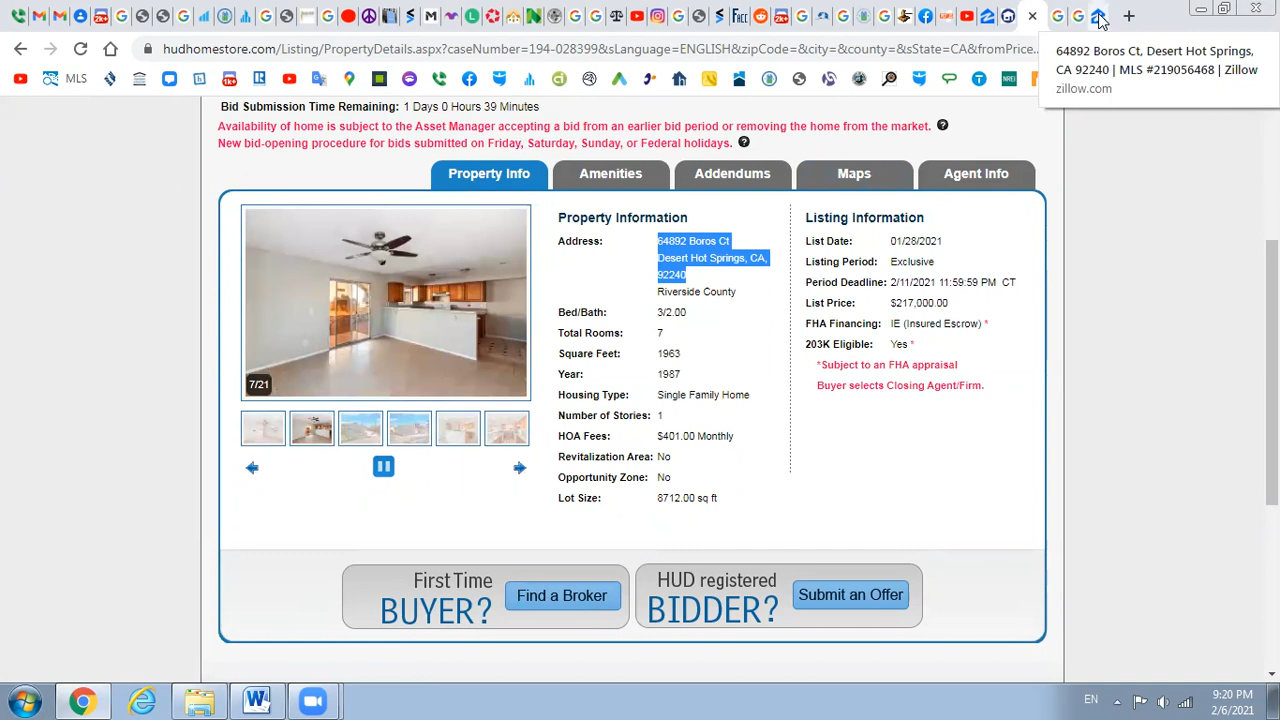 64892 Boros Ct, Desert Hot Springs,
CA 92240 | MLS #219056468 | Zillow
zillow.com
hudhomestore.com/Listing/PropertyDetails.aspx?caseNumber=194-028399&sLanguage=ENGLISH&zipCode=&city=&county=&sState=CA&fromPrice...
MLS
Bid Submission Time Remaining: 1 Days 0 Hours 39 Minutes
Availability of home is subject to the Asset Manager accepting a bid from an earlier bid period or removing the home from the market.
New bid-opening procedure for bids submitted on Friday, Saturday, Sunday, or Federal holidays.
Property Info
Amenities
Addendums
Maps
Agent Info
7/21
Property Information
Address: 64892 Boros Ct
Desert Hot Springs, CA,
92240
Riverside County
Bed/Bath: 3/2.00
Total Rooms: 7
Square Feet: 1963
Year: 1987
Housing Type: Single Family Home
Number of Stories: 1
HOA Fees: $401.00 Monthly
Revitalization Area: No
Opportunity Zone: No
Lot Size: 8712.00 sq ft
Listing Information
List Date: 01/28/2021
Listing Period: Exclusive
Period Deadline: 2/11/2021 11:59:59 PM CT
List Price: $217,000.00
FHA Financing: IE (Insured Escrow) *
203K Eligible: Yes *
*Subject to an FHA appraisal
Buyer selects Closing Agent/Firm.
First Time
BUYER?
Find a Broker
HUD registered
BIDDER?
Submit an Offer
EN
9:20 PM
2/6/2021